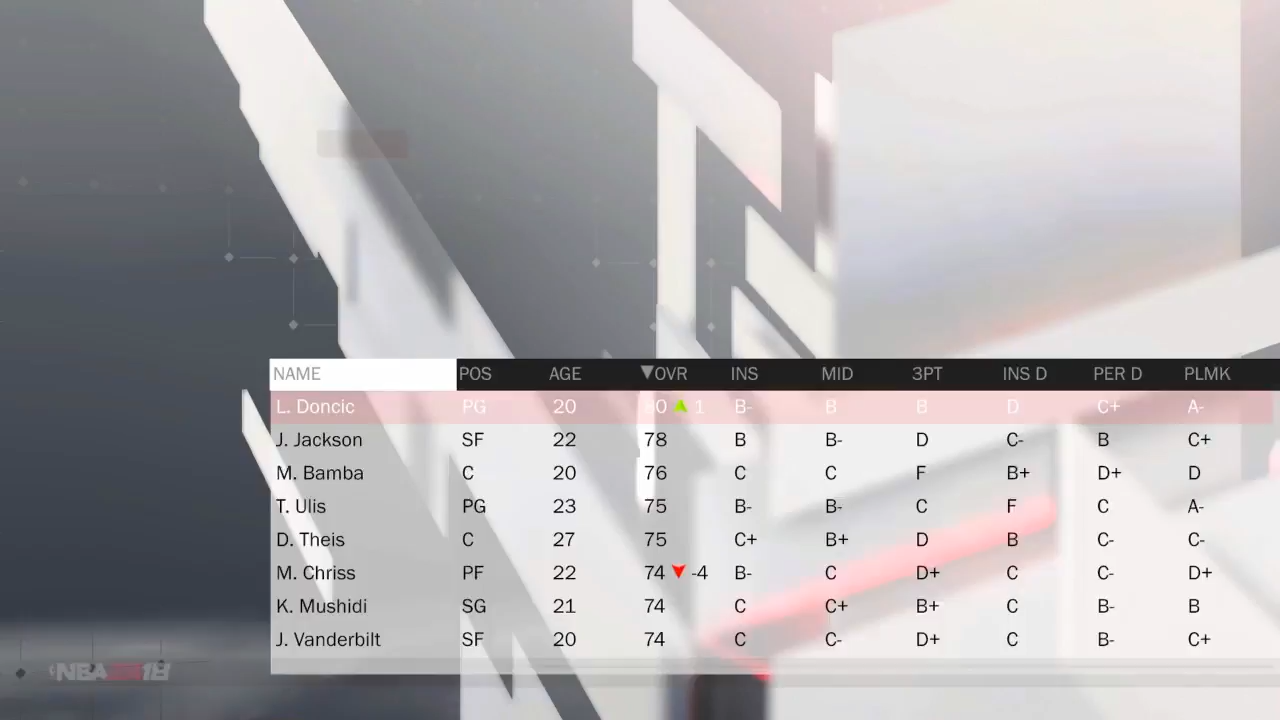 NAME POS AGE ▼OVR INS MID 3PT INS D PER D PLMK
L. Doncic PG 20 80 1 B- B B D C+ A-
J. Jackson SF 22 78 B B- D C- B C+
M. Bamba C 20 76 C C F B+ D+ D
T. Ulis PG 23 75 B- B- C F C A-
D. Theis C 27 75 C+ B+ D B C- C-
M. Chriss PF 22 74 -4 B- C D+ C C- D+
K. Mushidi SG 21 74 C C+ B+ C B- B
J. Vanderbilt SF 20 74 C C- D+ C B- C+
NBA 2K18